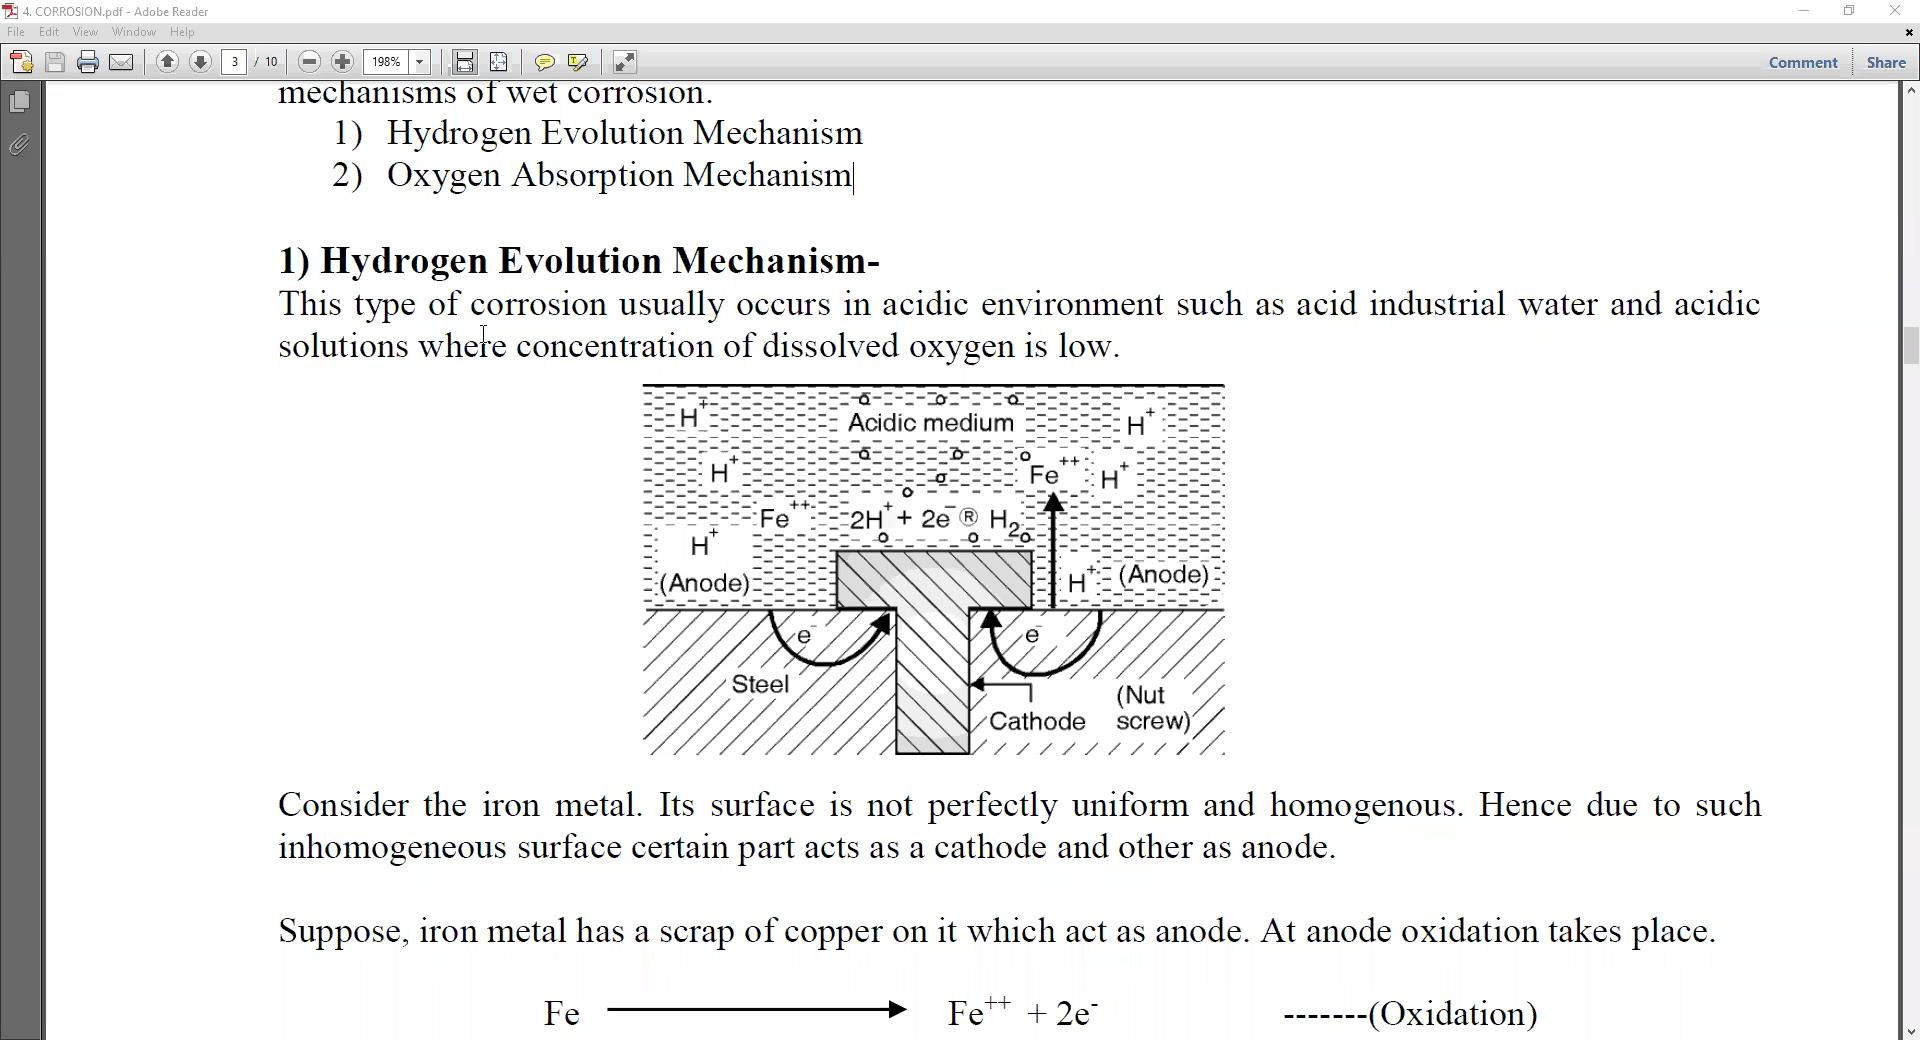 4. CORROSION.pdf - Adobe Reader
File Edit View Window Help
3 / 10 198% Comment Share
mechanisms of wet corrosion.
1) Hydrogen Evolution Mechanism
2) Oxygen Absorption Mechanism
1) Hydrogen Evolution Mechanism-
This type of corrosion usually occurs in acidic environment such as acid industrial water and acidic
solutions where concentration of dissolved oxygen is low.
H+ Acidic medium H+
H+ Fe++ H+
Fe++ 2H+ + 2e- ® H2
H+
(Anode) H+ (Anode)
e- e-
Steel (Nut
Cathode screw)
Consider the iron metal. Its surface is not perfectly uniform and homogenous. Hence due to such
inhomogeneous surface certain part acts as a cathode and other as anode.
Suppose, iron metal has a scrap of copper on it which act as anode. At anode oxidation takes place.
Fe Fe++ + 2e- -------(Oxidation)